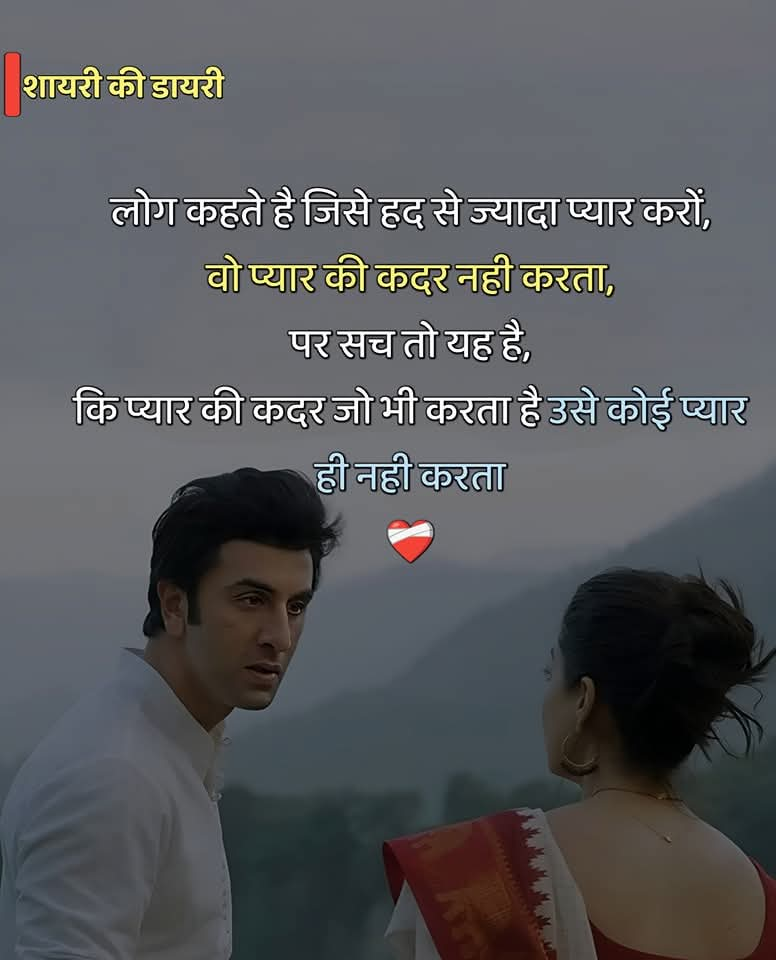 शायरी की डायरी
लोग कहते है जिसे हद से ज्यादा प्यार करों,
वो प्यार की कदर नही करता,
पर सच तो यह है,
कि प्यार की कदर जो भी करता है उसे कोई प्यार
ही नही करता